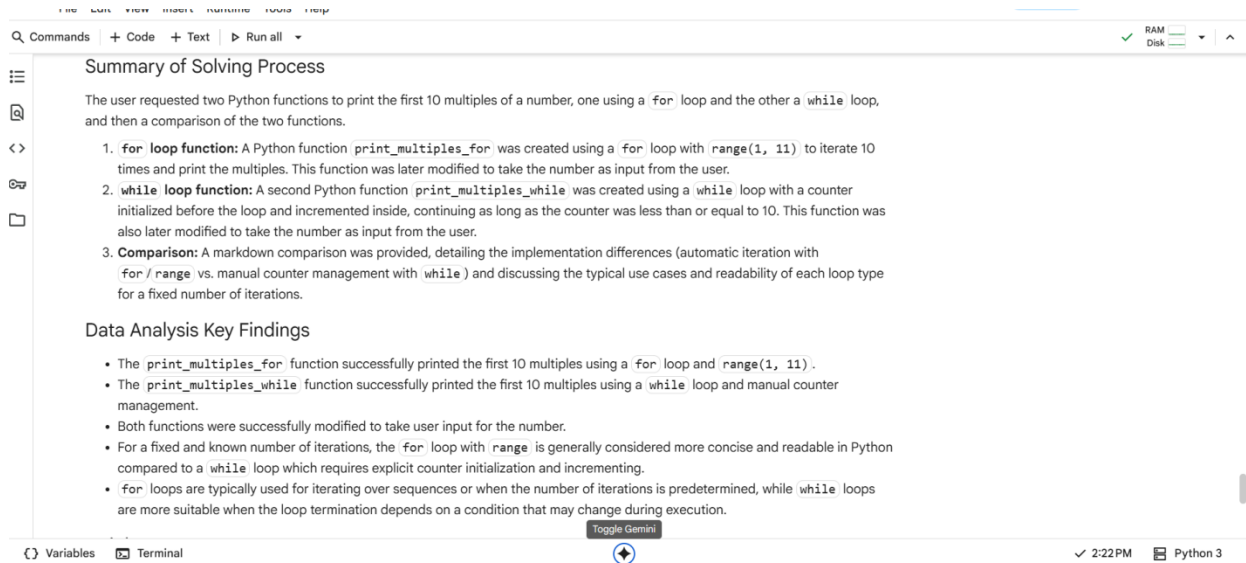 File Edit View Insert Runtime Tools Help
Commands + Code + Text Run all
RAM
Disk
Summary of Solving Process
The user requested two Python functions to print the first 10 multiples of a number, one using a for loop and the other a while loop,
and then a comparison of the two functions.
1. for loop function: A Python function print_multiples_for was created using a for loop with range(1, 11) to iterate 10
times and print the multiples. This function was later modified to take the number as input from the user.
2. while loop function: A second Python function print_multiples_while was created using a while loop with a counter
initialized before the loop and incremented inside, continuing as long as the counter was less than or equal to 10. This function was
also later modified to take the number as input from the user.
3. Comparison: A markdown comparison was provided, detailing the implementation differences (automatic iteration with
for / range vs. manual counter management with while) and discussing the typical use cases and readability of each loop type
for a fixed number of iterations.
Data Analysis Key Findings
• The print_multiples_for function successfully printed the first 10 multiples using a for loop and range(1, 11).
• The print_multiples_while function successfully printed the first 10 multiples using a while loop and manual counter
management.
• Both functions were successfully modified to take user input for the number.
• For a fixed and known number of iterations, the for loop with range is generally considered more concise and readable in Python
compared to a while loop which requires explicit counter initialization and incrementing.
• for loops are typically used for iterating over sequences or when the number of iterations is predetermined, while while loops
are more suitable when the loop termination depends on a condition that may change during execution.
Toggle Gemini
{} Variables Terminal
2:22 PM Python 3